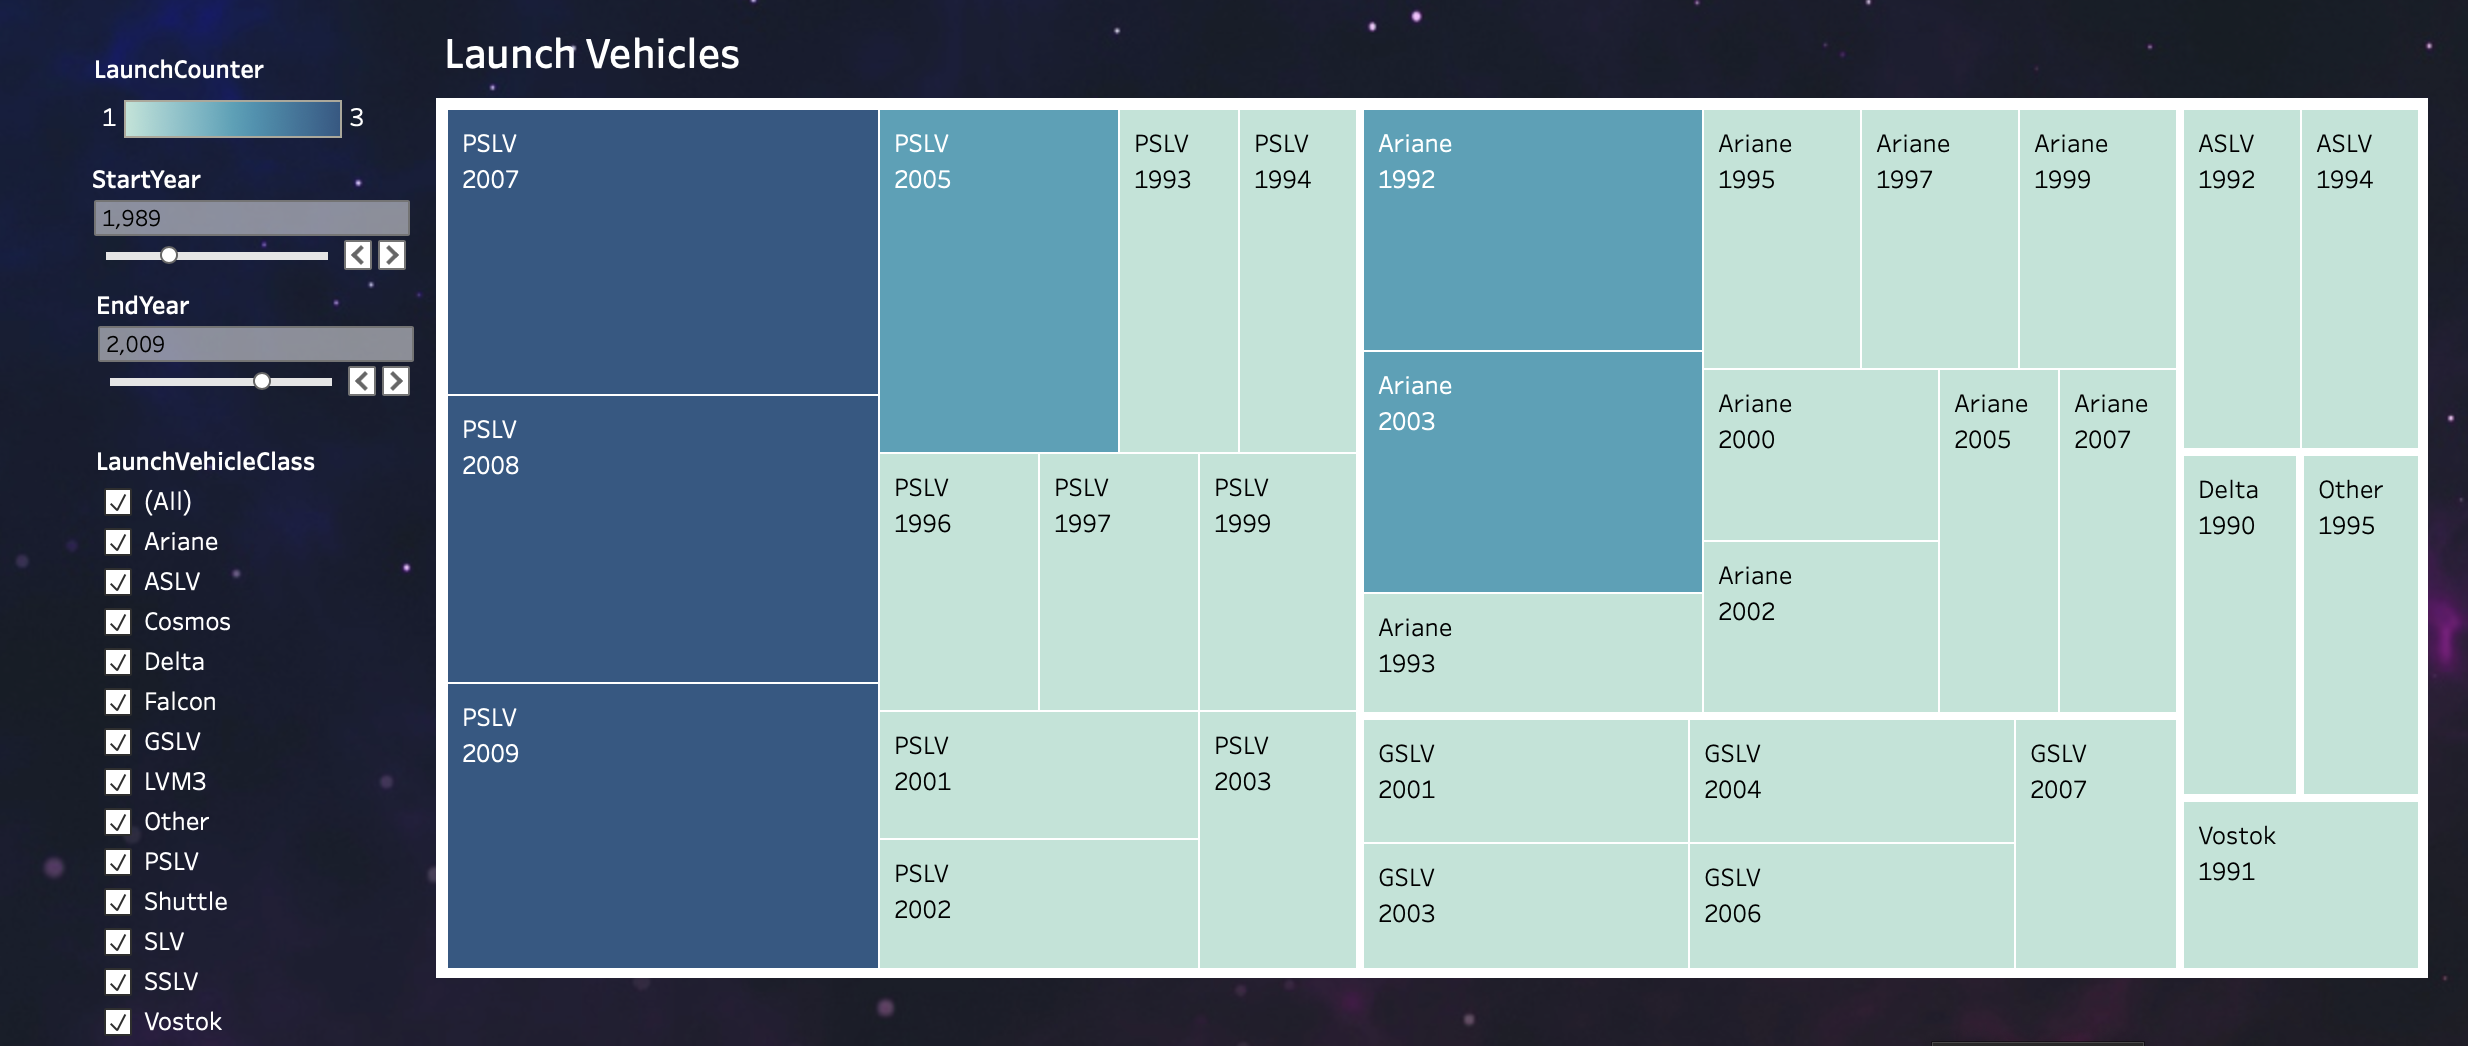 LaunchCounter
1 3
StartYear
1,989
EndYear
2,009
LaunchVehicleClass
(All)
Ariane
ASLV
Cosmos
Delta
Falcon
GSLV
LVM3
Other
PSLV
Shuttle
SLV
SSLV
Vostok
Launch Vehicles
PSLV
2007
PSLV
2008
PSLV
2009
PSLV
2005
PSLV
1993
PSLV
1994
PSLV
1996
PSLV
1997
PSLV
1999
PSLV
2001
PSLV
2002
PSLV
2003
Ariane
1992
Ariane
2003
Ariane
1993
Ariane
1995
Ariane
1997
Ariane
1999
Ariane
2000
Ariane
2002
Ariane
2005
Ariane
2007
GSLV
2001
GSLV
2003
GSLV
2004
GSLV
2006
GSLV
2007
ASLV
1992
ASLV
1994
Delta
1990
Other
1995
Vostok
1991